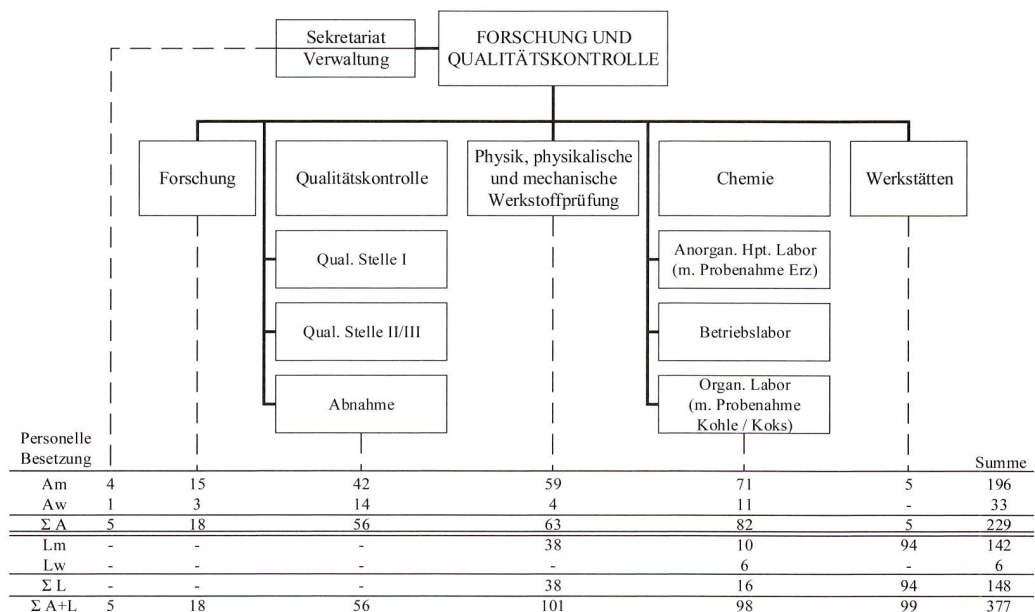 Sekretariat
Verwaltung
FORSCHUNG UND
QUALITÄTSKONTROLLE
Forschung
Qualitätskontrolle
Physik, physikalische
und mechanische
Werkstoffprüfung
Chemie
Werkstätten
Qual. Stelle I
Anorgan. Hpt. Labor
(m. Probenahme Erz)
Qual. Stelle II/III
Betriebslabor
Abnahme
Organ. Labor
(m. Probenahme
Kohle / Koks)
Personelle
Besetzung
Summe
Am 4 15 42 59 71 5 196
Aw 1 3 14 4 11 - 33
Σ A 5 18 56 63 82 5 229
Lm - - - 38 10 94 142
Lw - - - 6 - 6
Σ L - - - 38 16 94 148
Σ A+L 5 18 56 101 98 99 377